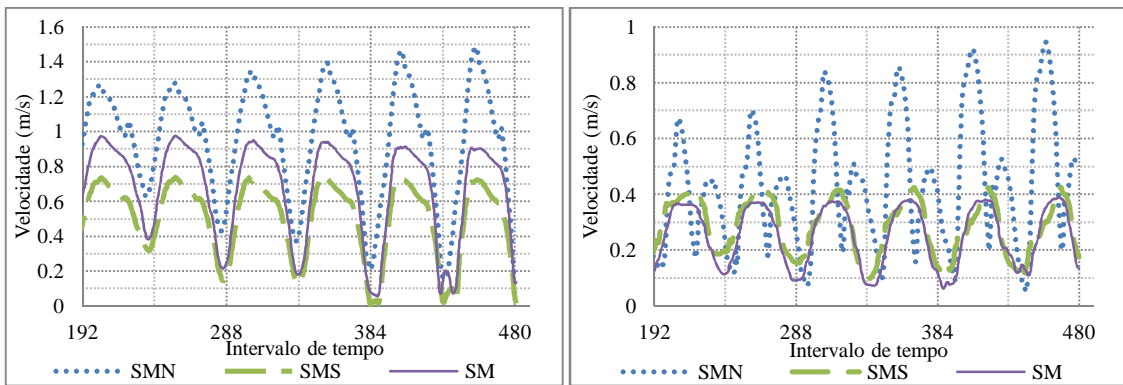 Velocidade (m/s)
1.6
1.4
1.2
1
0.8
0.6
0.4
0.2
0
192
288
384
480
Intervalo de tempo
SMN
SMS
SM
Velocidade (m/s)
1
0.8
0.6
0.4
0.2
0
192
288
384
480
Intervalo de tempo
SMN
SMS
SM